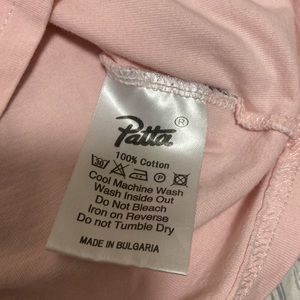 Patta®
100% Cotton
30
P
Cool Machine Wash
Wash Inside Out
Do Not Bleach
Iron on Reverse
Do not Tumble Dry
MADE IN BULGARIA